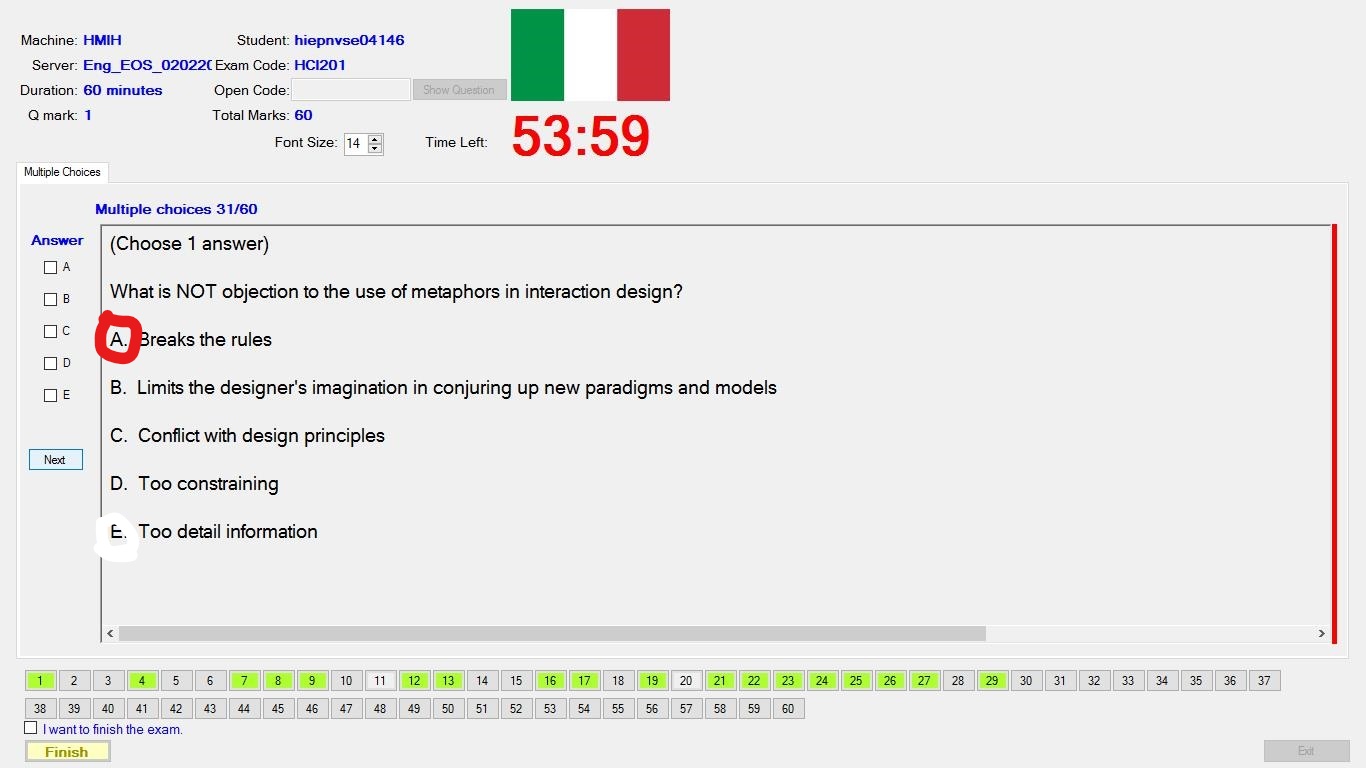 Machine: HMIH Student: hiepnvse04146
Server: Eng_EOS_02022 Exam Code: HCI201
Duration: 60 minutes Open Code: Show Question
Q mark: 1 Total Marks: 60
Font Size: 14 Time Left: 53:59
Multiple Choices
Multiple choices 31/60
Answer
(Choose 1 answer)
A
What is NOT objection to the use of metaphors in interaction design?
B
C
A. Breaks the rules
D
B. Limits the designer's imagination in conjuring up new paradigms and models
E
C. Conflict with design principles
Next
D. Too constraining
E. Too detail information
1 2 3 4 5 6 7 8 9 10 11 12 13 14 15 16 17 18 19 20 21 22 23 24 25 26 27 28 29 30 31 32 33 34 35 36 37
38 39 40 41 42 43 44 45 46 47 48 49 50 51 52 53 54 55 56 57 58 59 60
I want to finish the exam.
Finish Exit